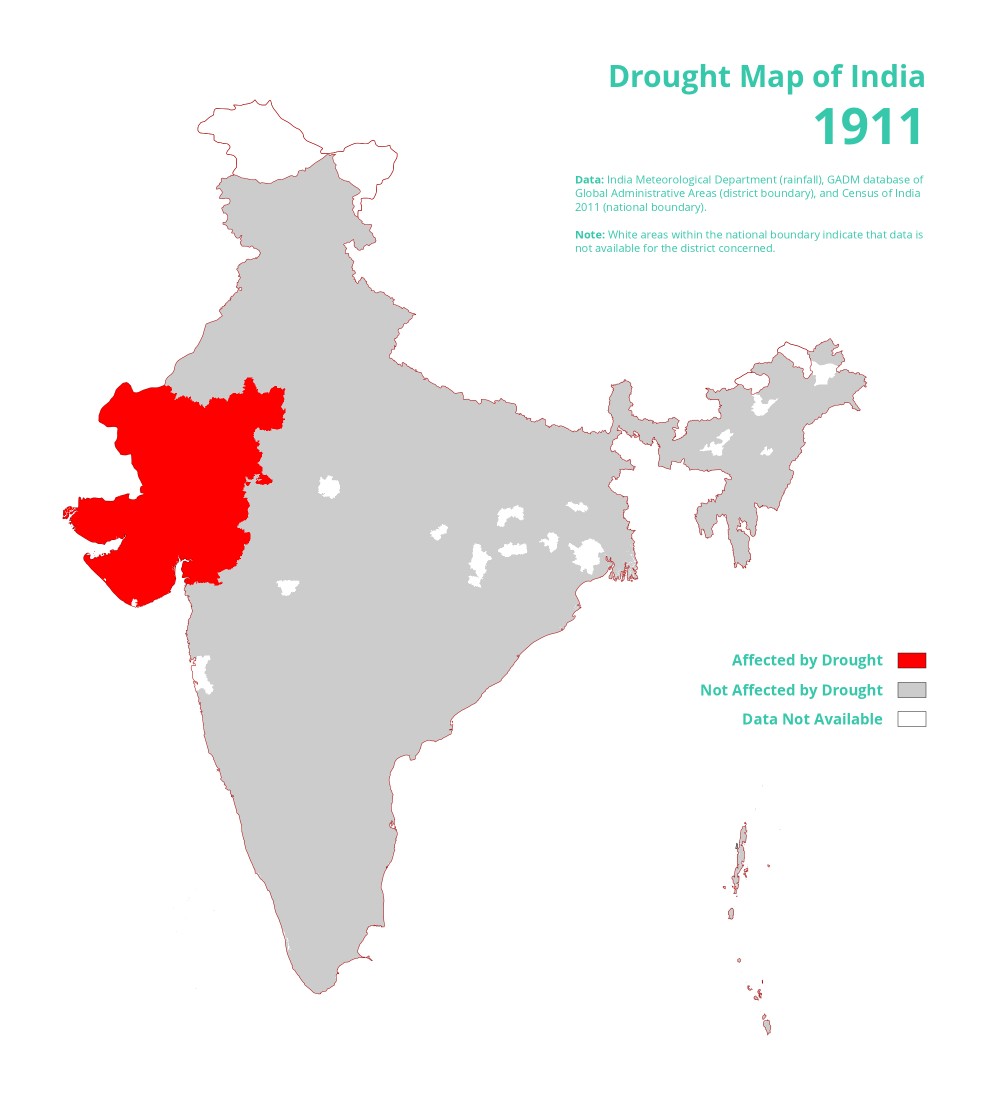 Drought Map of India
1911
Data: India Meteorological Department (rainfall), GADM database of
Global Administrative Areas (district boundary), and Census of India
2011 (national boundary).
Note: White areas within the national boundary indicate that data is
not available for the district concerned.
Affected by Drought
Not Affected by Drought
Data Not Available